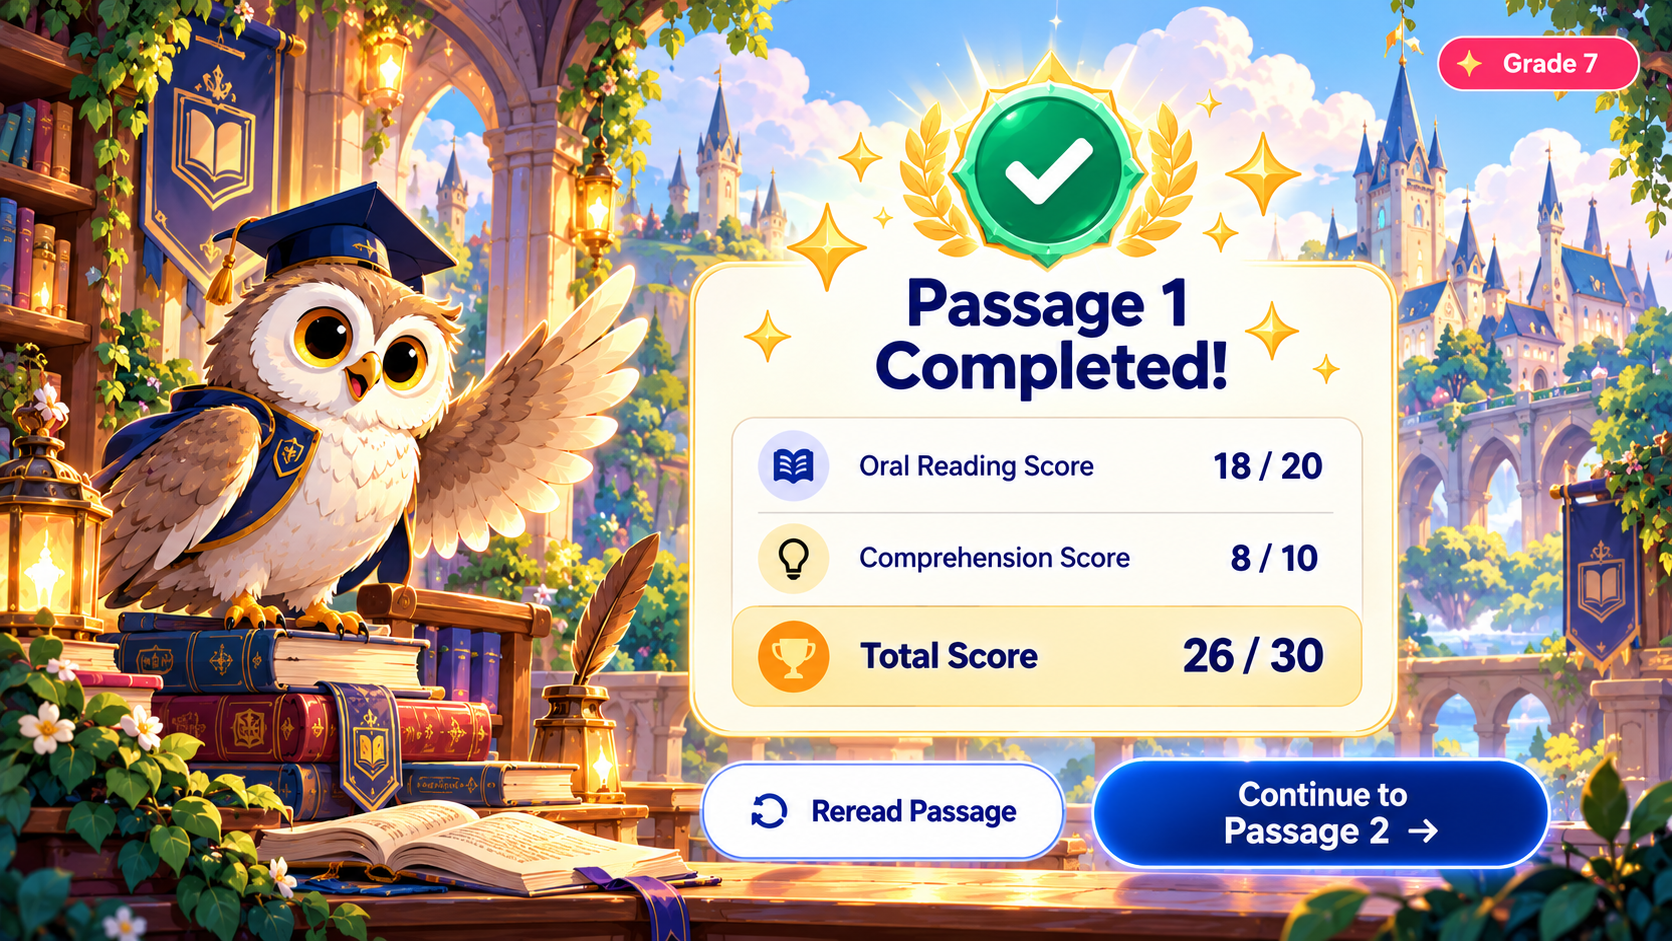 Grade 7
Passage 1
Completed!
Oral Reading Score 18 / 20
Comprehension Score 8 / 10
Total Score 26 / 30
Reread Passage
Continue to
Passage 2 →